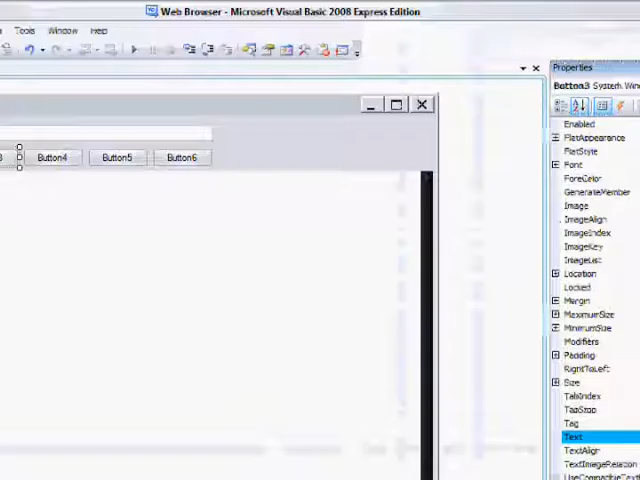 Web Browser - Microsoft Visual Basic 2008 Express Edition
Tools Window Help
Properties
Button3 System.Win
Enabled
FlatAppearance
FlatStyle
Font
ForeColor
GenerateMember
Image
ImageAlign
ImageIndex
ImageKey
ImageList
Location
Locked
Margin
MaximumSize
MinimumSize
Modifiers
Padding
RightToLeft
Size
TabIndex
TabStop
Tag
Text
TextAlign
TextImageRelation
UseCompatibleText
3 Button4 Button5 Button6